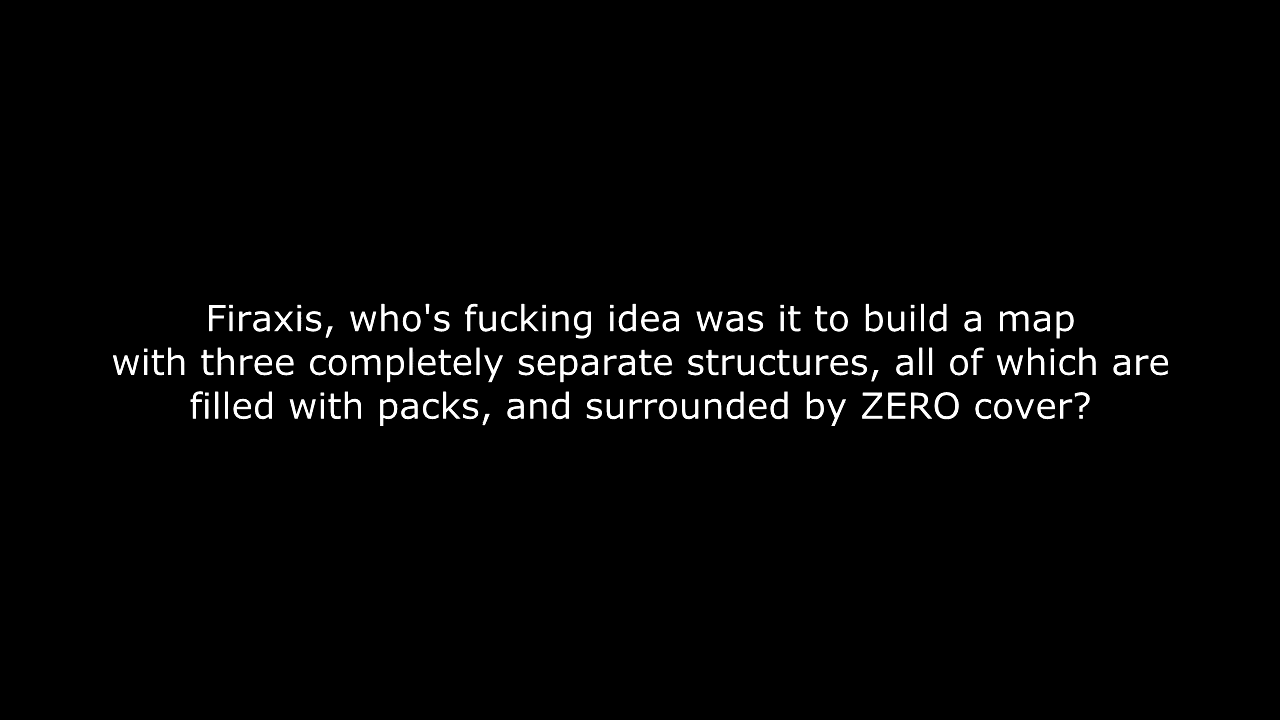 Firaxis, who's fucking idea was it to build a map
with three completely separate structures, all of which are
filled with packs, and surrounded by ZERO cover?